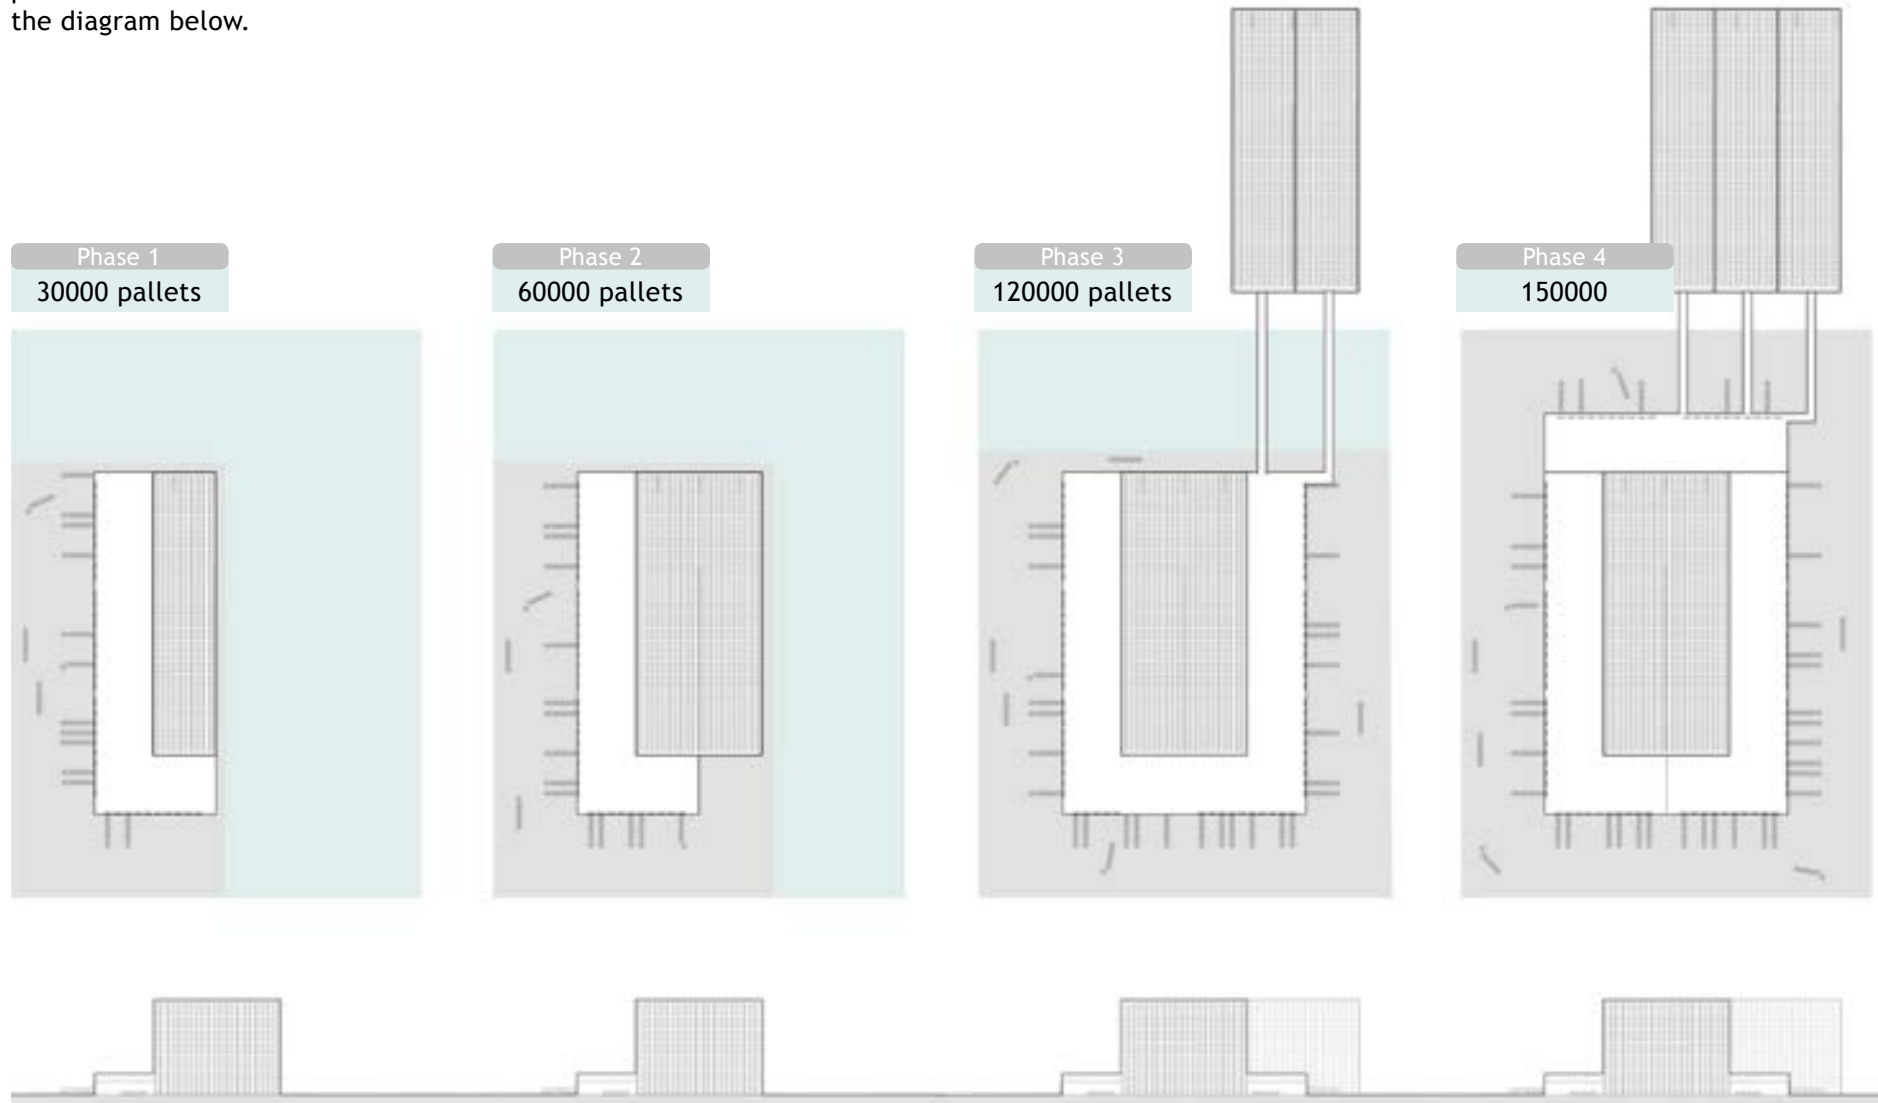 the diagram below.
Phase 1
30000 pallets
Phase 2
60000 pallets
Phase 3
120000 pallets
Phase 4
150000